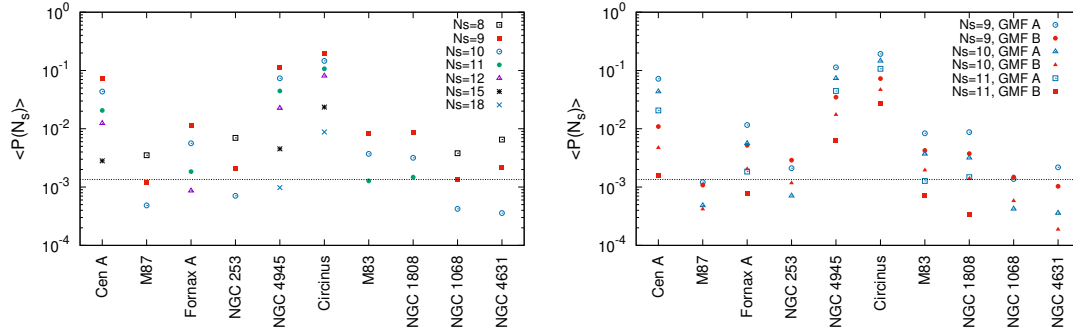 <P(Ns)>
10^0
10^-1
10^-2
10^-3
10^-4
Ns=8
Ns=9
Ns=10
Ns=11
Ns=12
Ns=15
Ns=18
Cen A
M87
Fornax A
NGC 253
NGC 4945
Circinus
M83
NGC 1808
NGC 1068
NGC 4631
<P(Ns)>
10^0
10^-1
10^-2
10^-3
10^-4
Ns=9, GMF A
Ns=9, GMF B
Ns=10, GMF A
Ns=10, GMF B
Ns=11, GMF A
Ns=11, GMF B
Cen A
M87
Fornax A
NGC 253
NGC 4945
Circinus
M83
NGC 1808
NGC 1068
NGC 4631